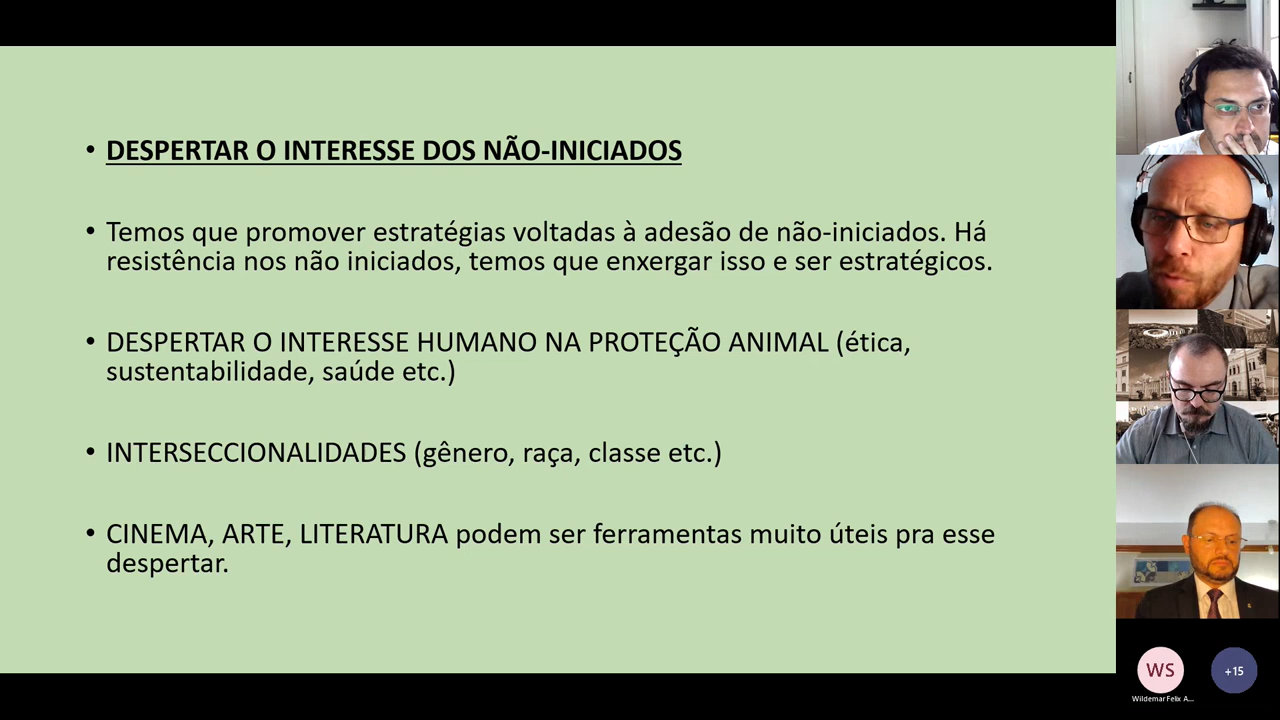 • DESPERTAR O INTERESSE DOS NÃO-INICIADOS
• Temos que promover estratégias voltadas à adesão de não-iniciados. Há
resistência nos não iniciados, temos que enxergar isso e ser estratégicos.
• DESPERTAR O INTERESSE HUMANO NA PROTEÇÃO ANIMAL (ética,
sustentabilidade, saúde etc.)
• INTERSECCIONALIDADES (gênero, raça, classe etc.)
• CINEMA, ARTE, LITERATURA podem ser ferramentas muito úteis pra esse
despertar.
WS
+15
Wildemar Felix A...